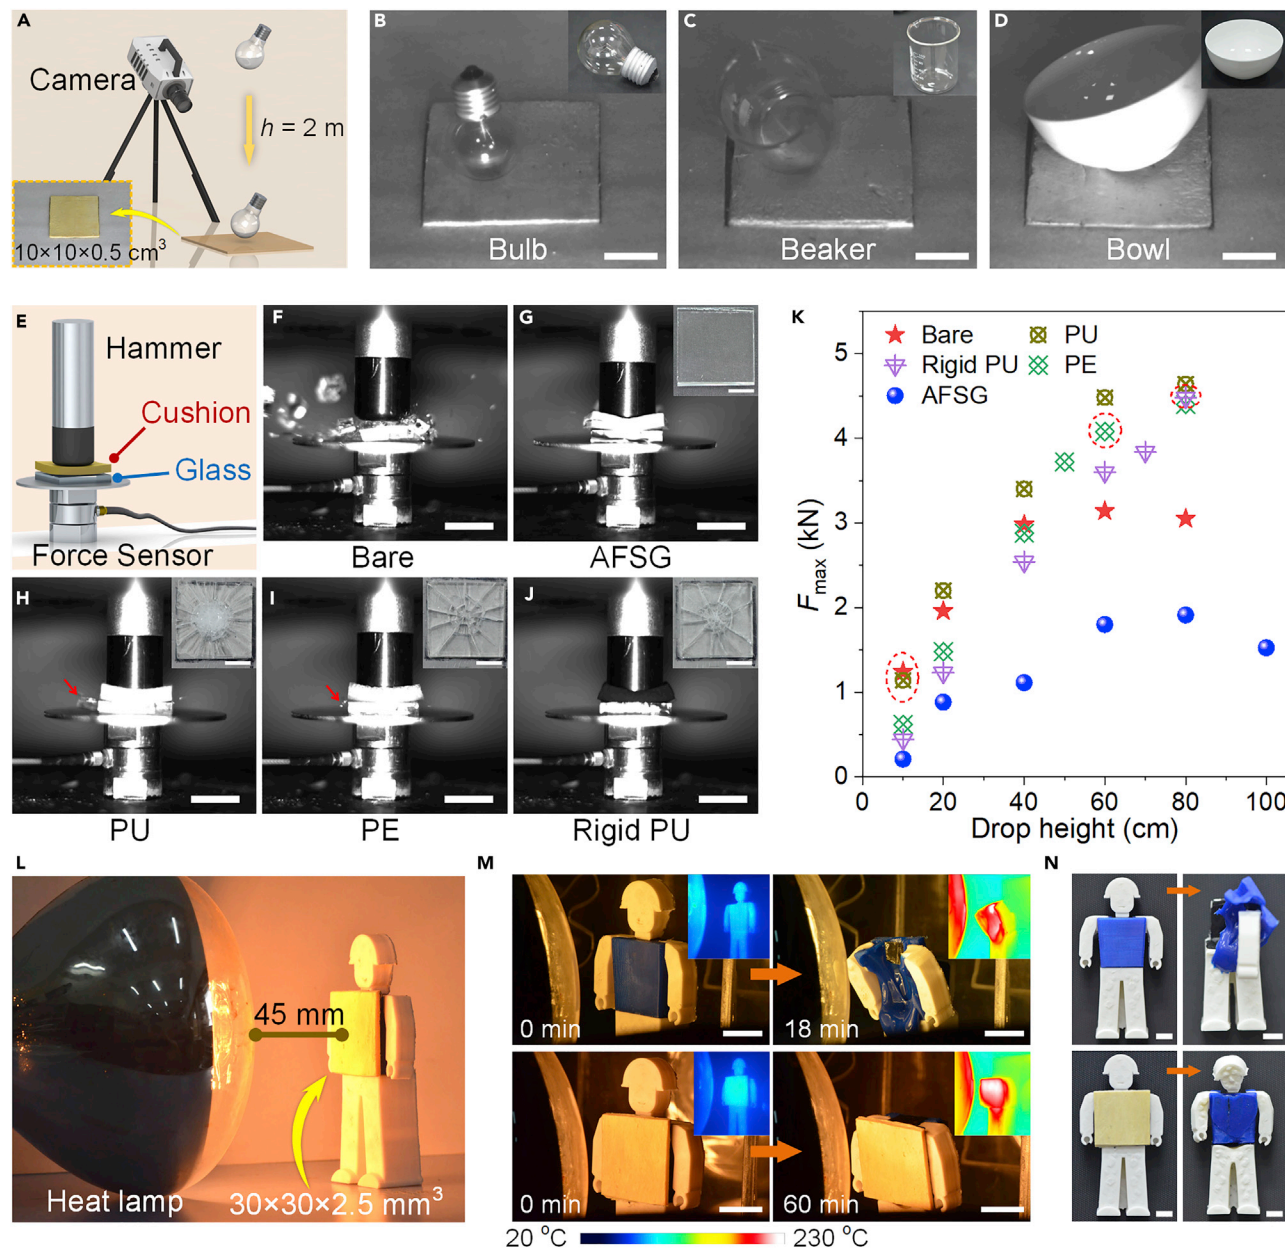 A
Camera
h = 2 m
10×10×0.5 cm³
B
Bulb
C
Beaker
D
Bowl
E
Hammer
Cushion
Glass
Force Sensor
F
Bare
G
AFSG
H
PU
I
PE
J
Rigid PU
K
Bare
PU
Rigid PU
PE
AFSG
5
4
3
2
1
0
Fmax (kN)
0
20
40
60
80
100
Drop height (cm)
L
45 mm
Heat lamp
30×30×2.5 mm³
M
0 min
18 min
0 min
60 min
20 °C
230 °C
N